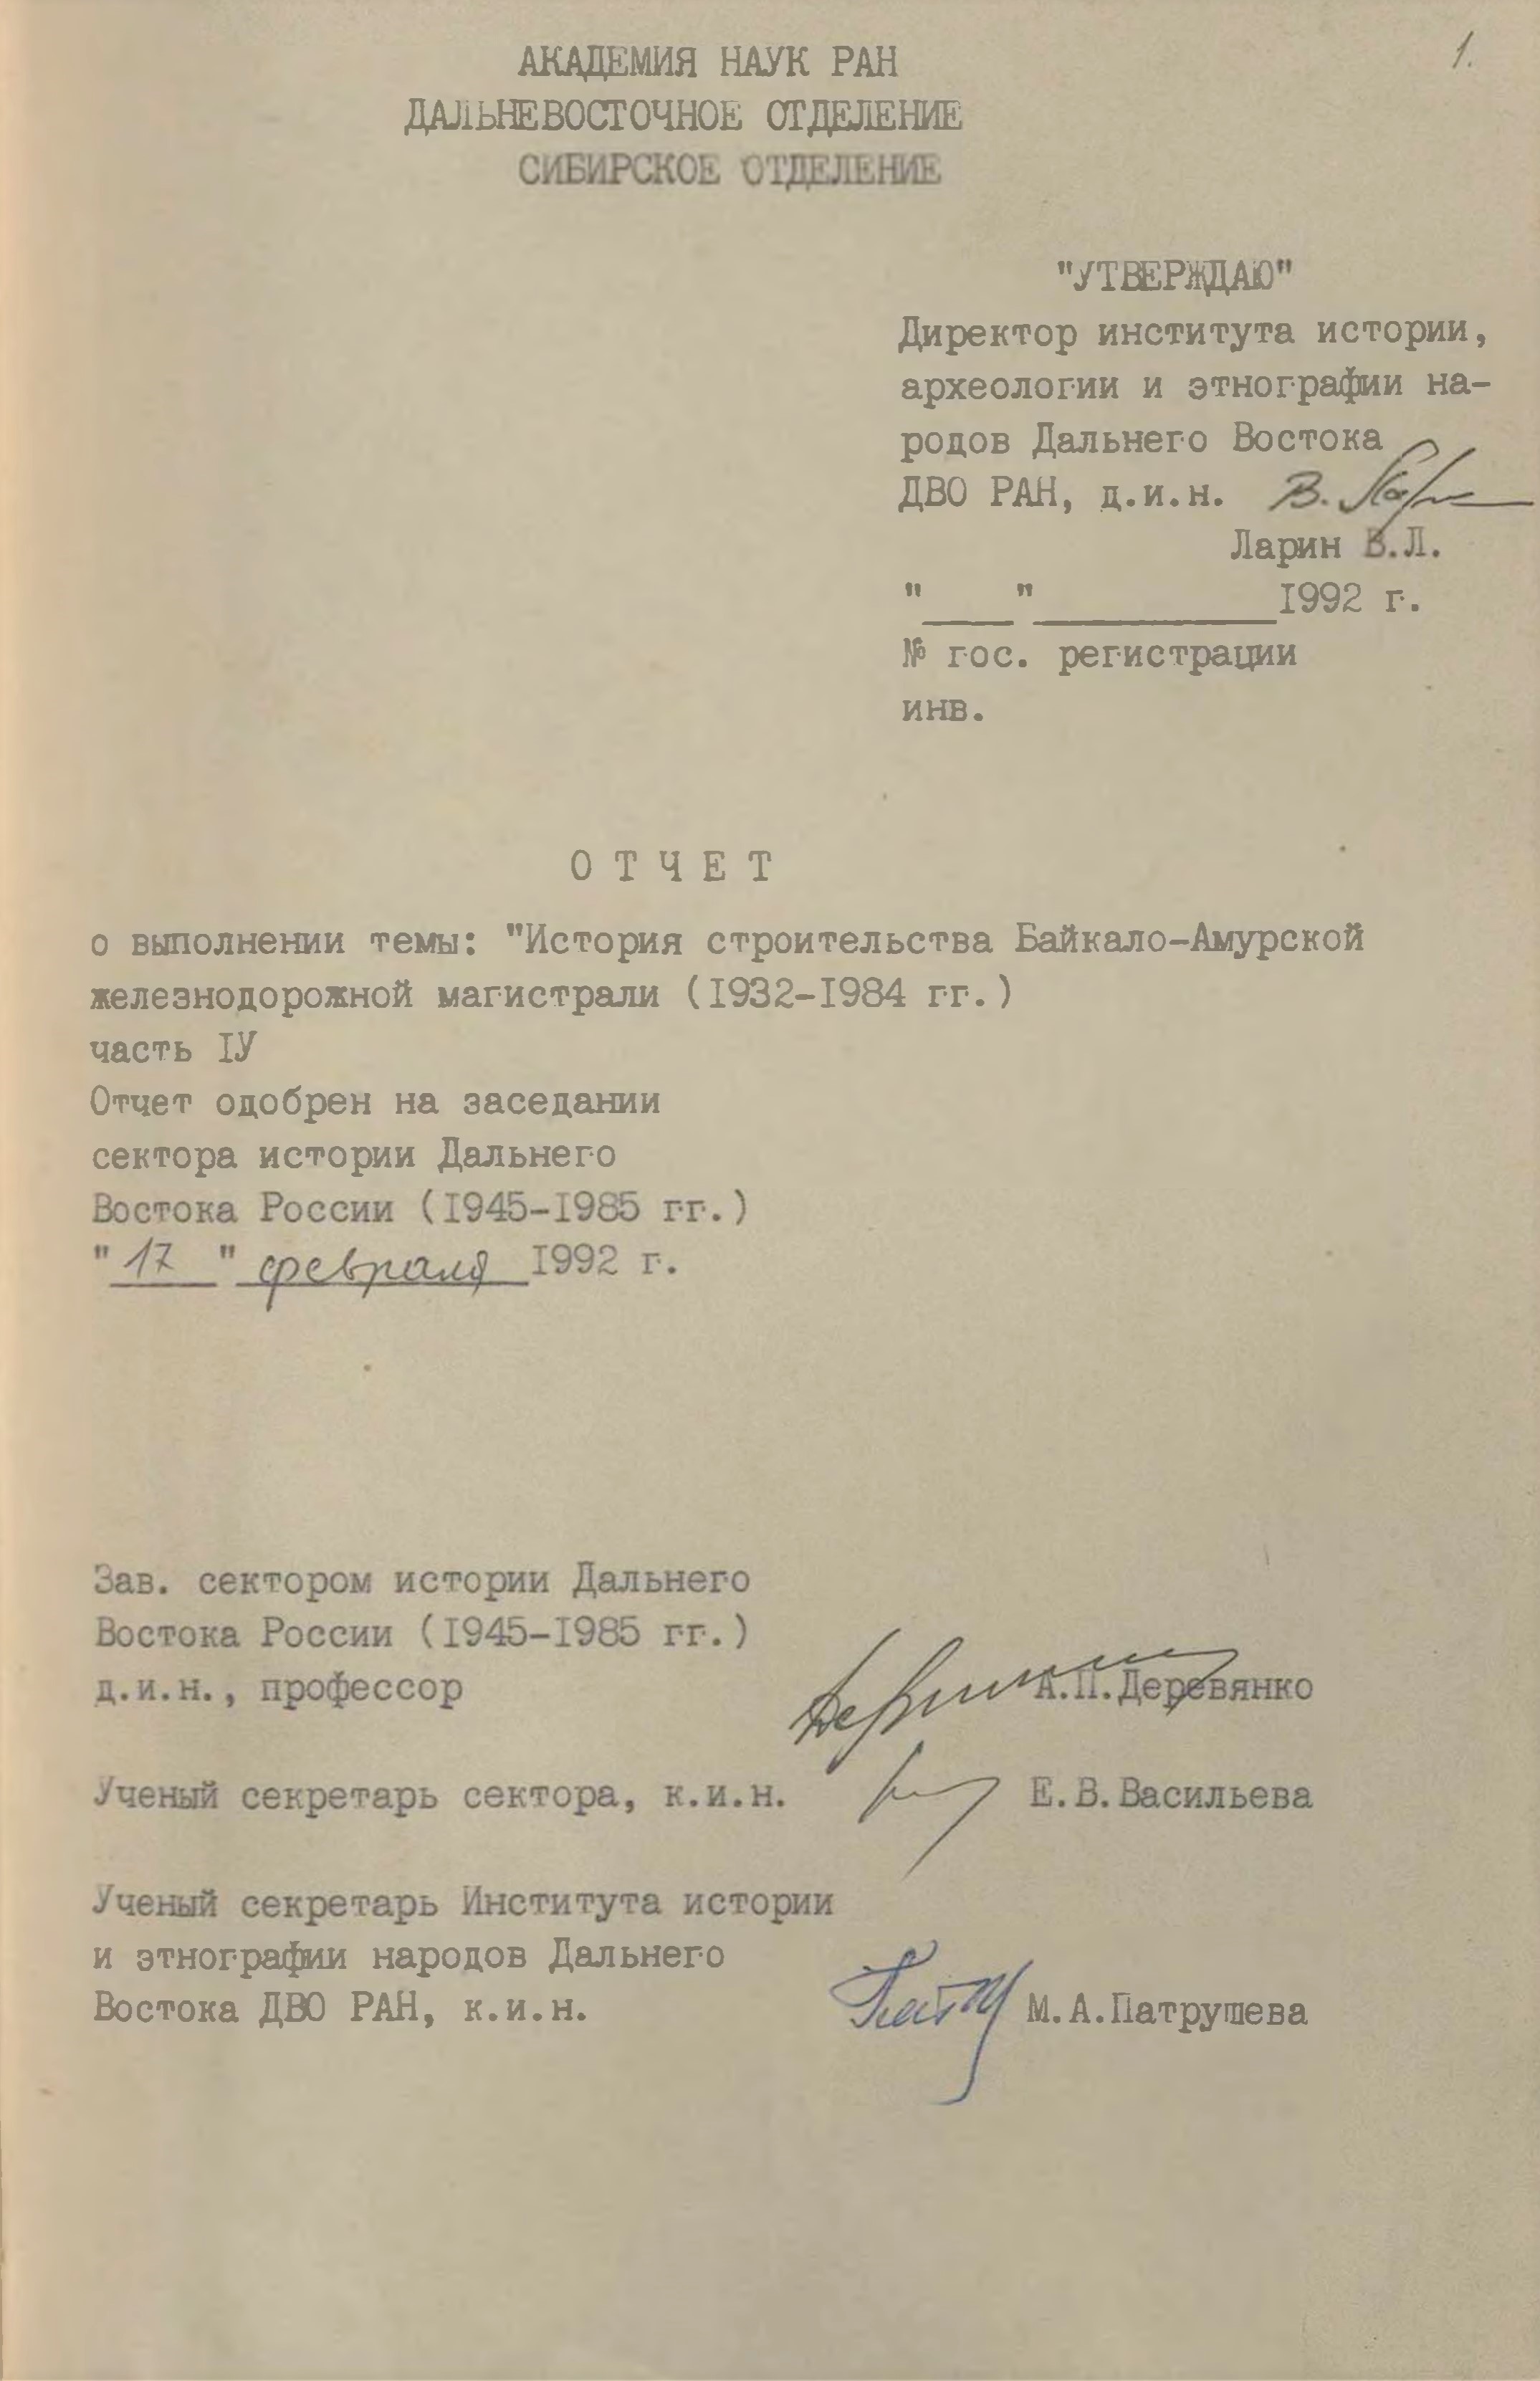 1.
АКАДЕМИЯ НАУК РАН
ДАЛЬНЕВОСТОЧНОЕ ОТДЕЛЕНИЕ
СИБИРСКОЕ ОТДЕЛЕНИЕ
"УТВЕРЖДАЮ"
Директор института истории,
археологии и этнографии на-
родов Дальнего Востока
ДВО РАН, д.и.н.
Ларин В.Л.
"____"___________1992 г.
№ гос. регистрации
инв.
О Т Ч Е Т
о выполнении темы: "История строительства Байкало-Амурской
железнодорожной магистрали (1932-1984 гг.)
часть IУ
Отчет одобрен на заседании
сектора истории Дальнего
Востока России (1945-1985 гг.)
"17" февраля 1992 г.
Зав. сектором истории Дальнего
Востока России (1945-1985 гг.)
д.и.н., профессор А.П.Деревянко
Ученый секретарь сектора, к.и.н. Е.В.Васильева
Ученый секретарь Института истории
и этнографии народов Дальнего
Востока ДВО РАН, к.и.н. М.А.Патрушева